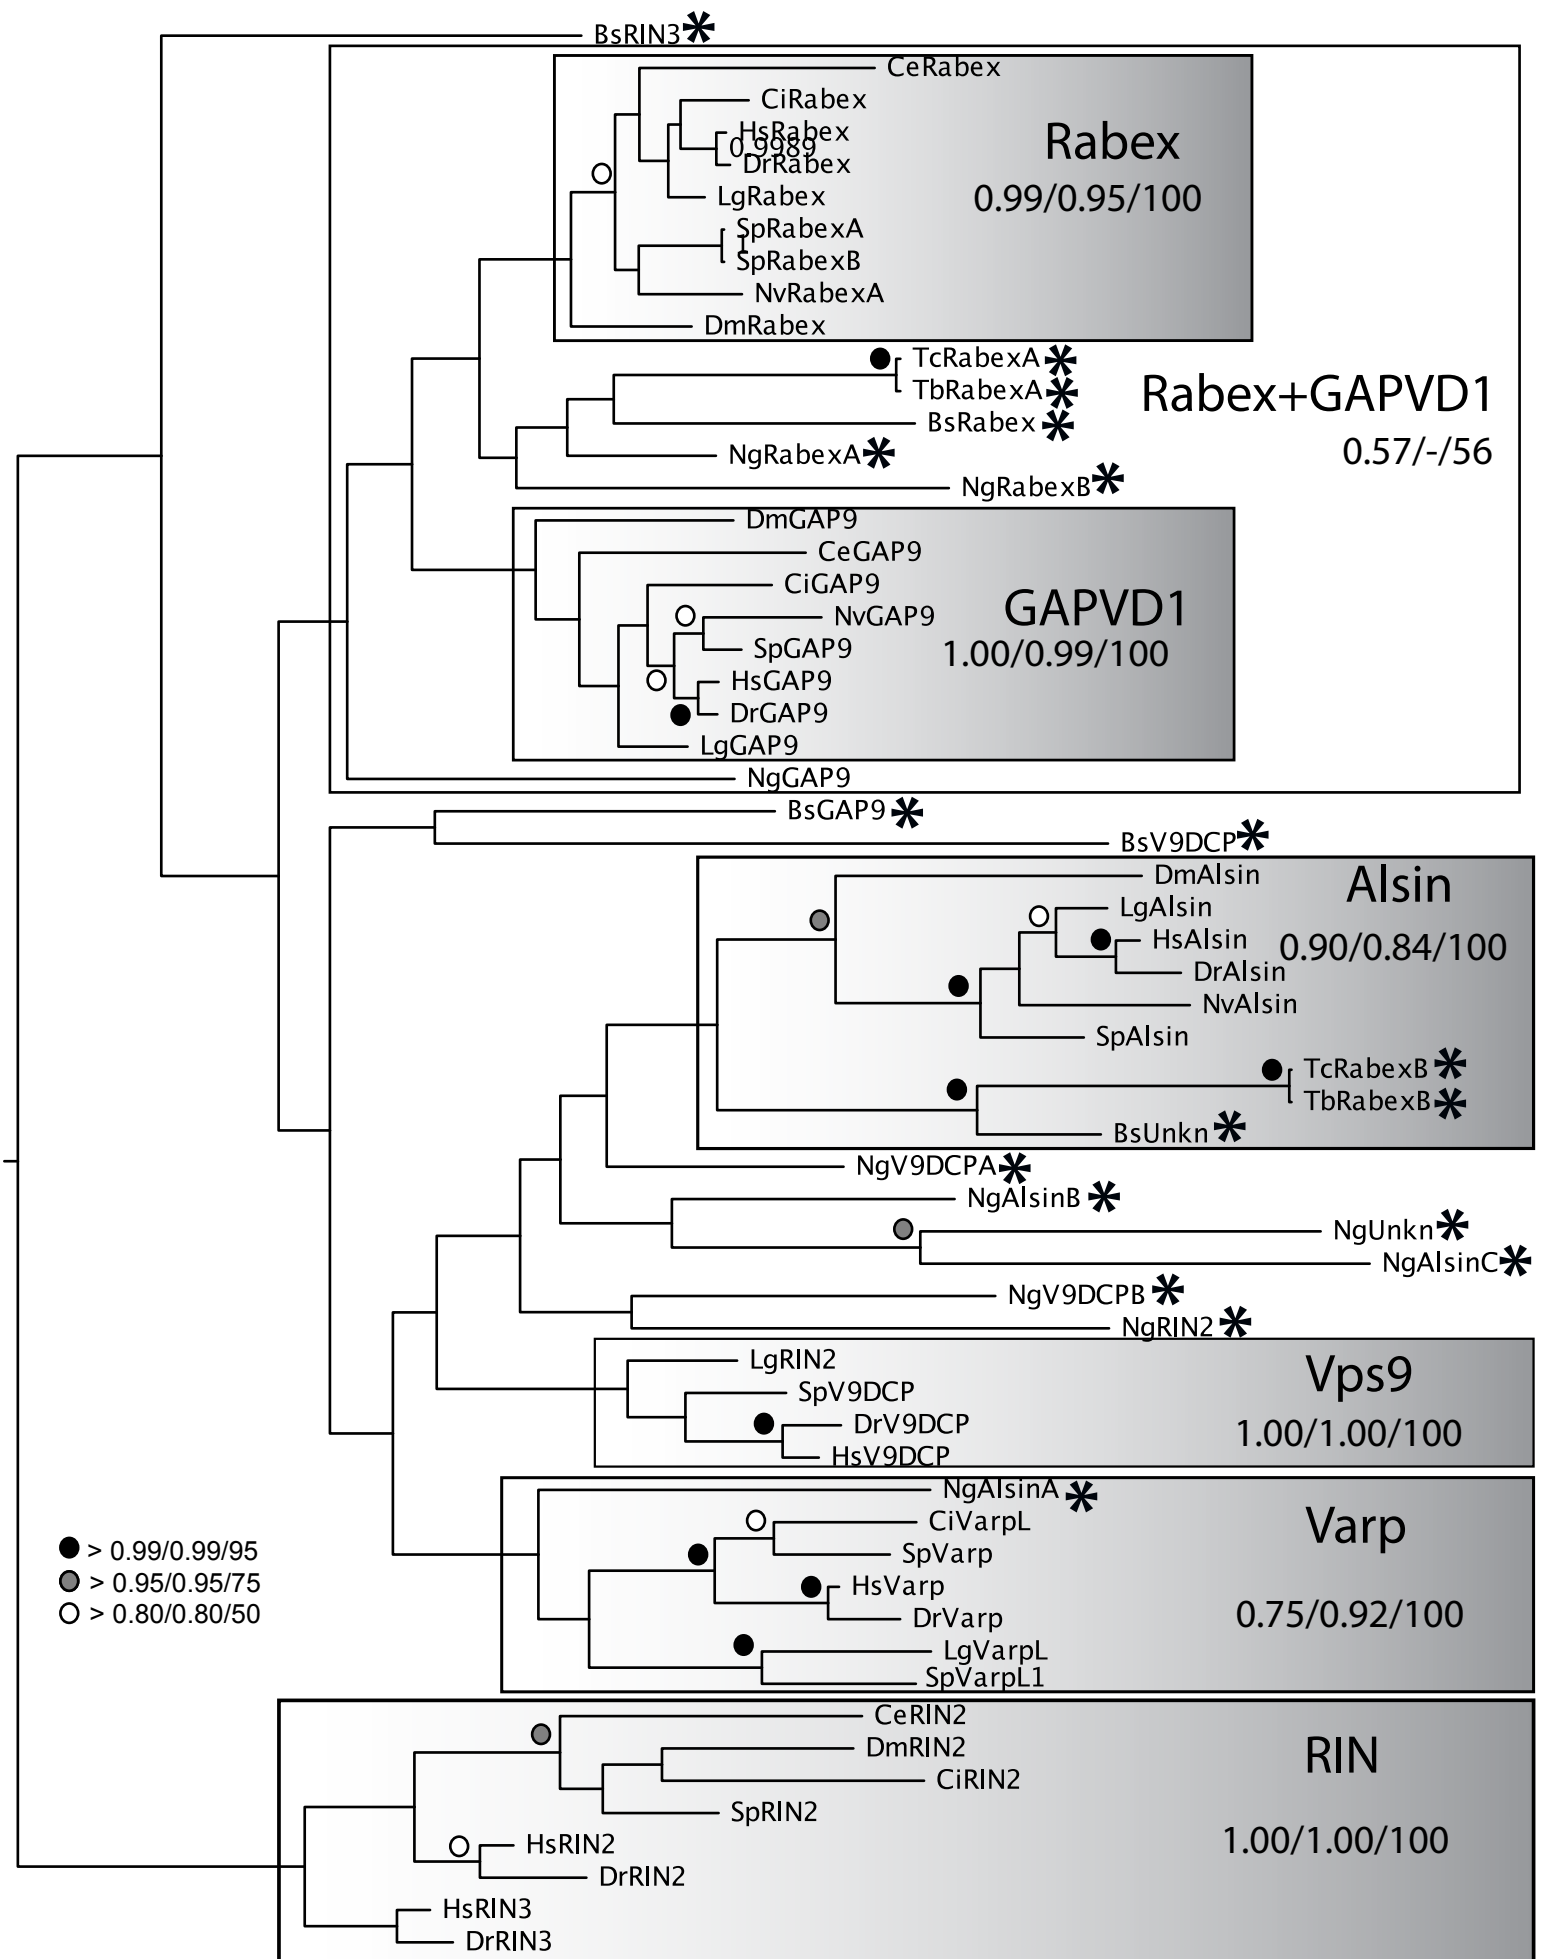 BsRIN3*
CeRabex
CiRabex
HsRabex
0.9989
DrRabex
LgRabex
SpRabexA
SpRabexB
NvRabexA
DmRabex
Rabex
0.99/0.95/100
TcRabexA*
TbRabexA*
BsRabex*
NgRabexA*
NgRabexB*
Rabex+GAPVD1
0.57/-/56
DmGAP9
CeGAP9
CiGAP9
NvGAP9
SpGAP9
HsGAP9
DrGAP9
LgGAP9
GAPVD1
1.00/0.99/100
NgGAP9
BsGAP9*
BsV9DCP*
DmAlsin
LgAlsin
HsAlsin
DrAlsin
NvAlsin
SpAlsin
TcRabexB*
TbRabexB*
BsUnkn*
Alsin
0.90/0.84/100
NgV9DCPA*
NgAlsinB*
NgUnkn*
NgAlsinC*
NgV9DCPB*
NgRIN2*
LgRIN2
SpV9DCP
DrV9DCP
HsV9DCP
Vps9
1.00/1.00/100
NgAlsinA*
CiVarpL
SpVarp
HsVarp
DrVarp
LgVarpL
SpVarpL1
Varp
0.75/0.92/100
> 0.99/0.99/95
> 0.95/0.95/75
> 0.80/0.80/50
CeRIN2
DmRIN2
CiRIN2
SpRIN2
HsRIN2
DrRIN2
HsRIN3
DrRIN3
RIN
1.00/1.00/100